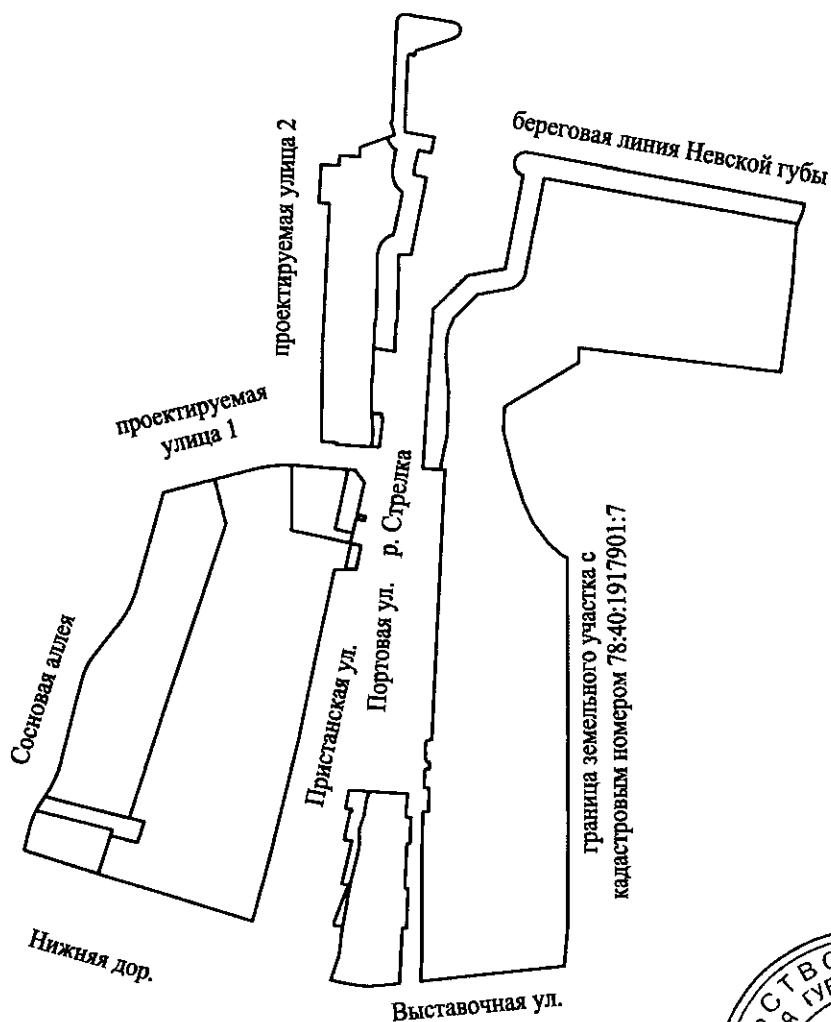 береговая линия Невской губы
проектируемая улица 2
проектируемая
улица 1
р. Стрелка
Портовая ул.
Пристанская ул.
Сосновая аллея
граница земельного участка с
кадастровым номером 78:40:1917901:7
Нижняя дор.
Выставочная ул.